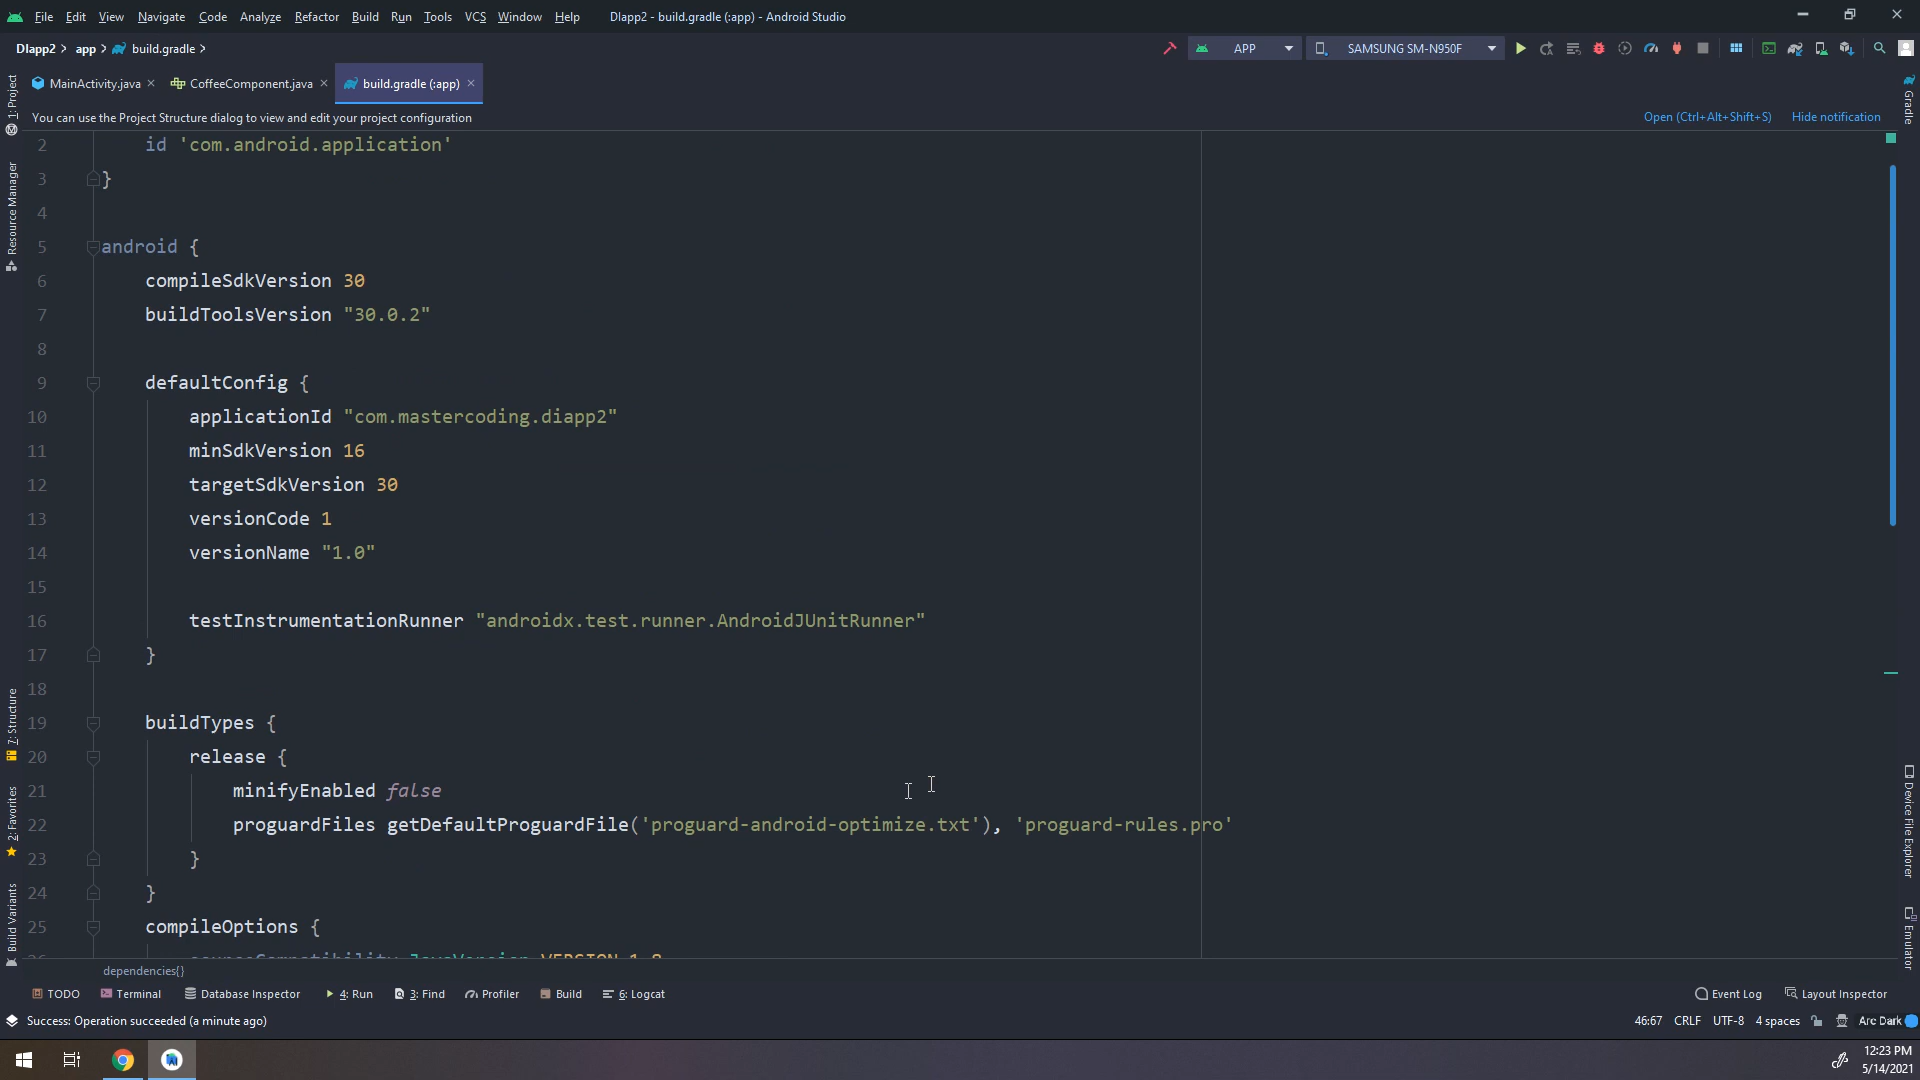 File Edit View Navigate Code Analyze Refactor Build Run Tools VCS Window Help DIapp2 - build.gradle (:app) - Android Studio
DIapp2 app build.gradle APP SAMSUNG SM-N950F
MainActivity.java CoffeeComponent.java build.gradle (:app)
You can use the Project Structure dialog to view and edit your project configuration Open (Ctrl+Alt+Shift+S) Hide notification
1: Project
Resource Manager
7: Structure
2: Favorites
Build Variants
2 id 'com.android.application'
3 }
4
5 android {
6 compileSdkVersion 30
7 buildToolsVersion "30.0.2"
8
9 defaultConfig {
10 applicationId "com.mastercoding.diapp2"
11 minSdkVersion 16
12 targetSdkVersion 30
13 versionCode 1
14 versionName "1.0"
15
16 testInstrumentationRunner "androidx.test.runner.AndroidJUnitRunner"
17 }
18
19 buildTypes {
20 release {
21 minifyEnabled false
22 proguardFiles getDefaultProguardFile('proguard-android-optimize.txt'), 'proguard-rules.pro'
23 }
24 }
25 compileOptions {
Gradle
Device File Explorer
Emulator
dependencies{}
TODO Terminal Database Inspector 4: Run 3: Find Profiler Build 6: Logcat Event Log Layout Inspector
Success: Operation succeeded (a minute ago) 46:67 CRLF UTF-8 4 spaces Arc Dark
12:23 PM
5/14/2021